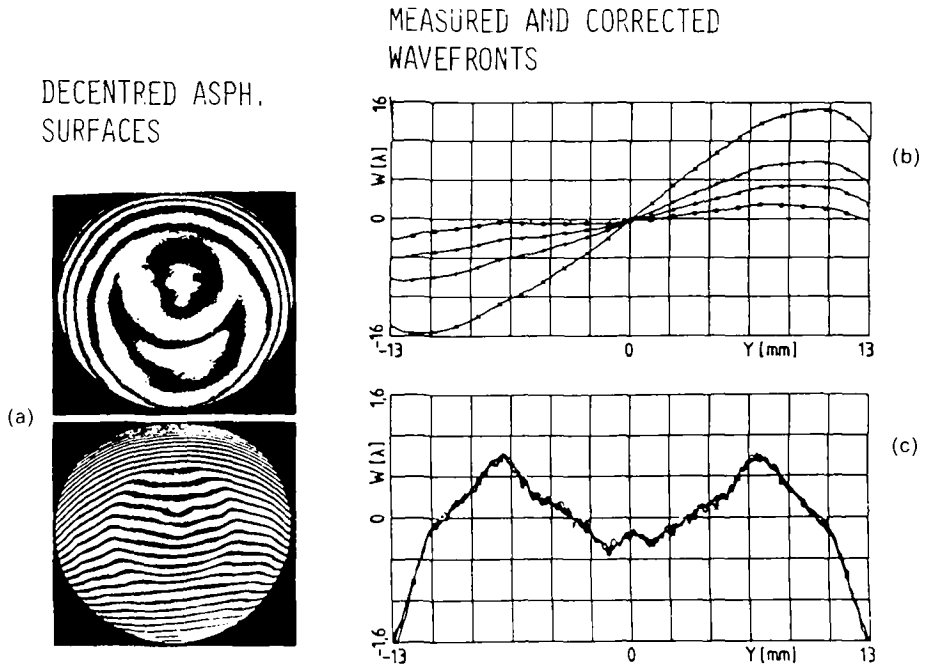 MEASURED AND CORRECTED
WAVEFRONTS
DECENTRED ASPH.
SURFACES
(a)
16
W [λ]
0
-16
-13
0
Y [mm]
13
(b)
1.6
W [λ]
0
-1.6
-13
0
Y [mm]
13
(c)